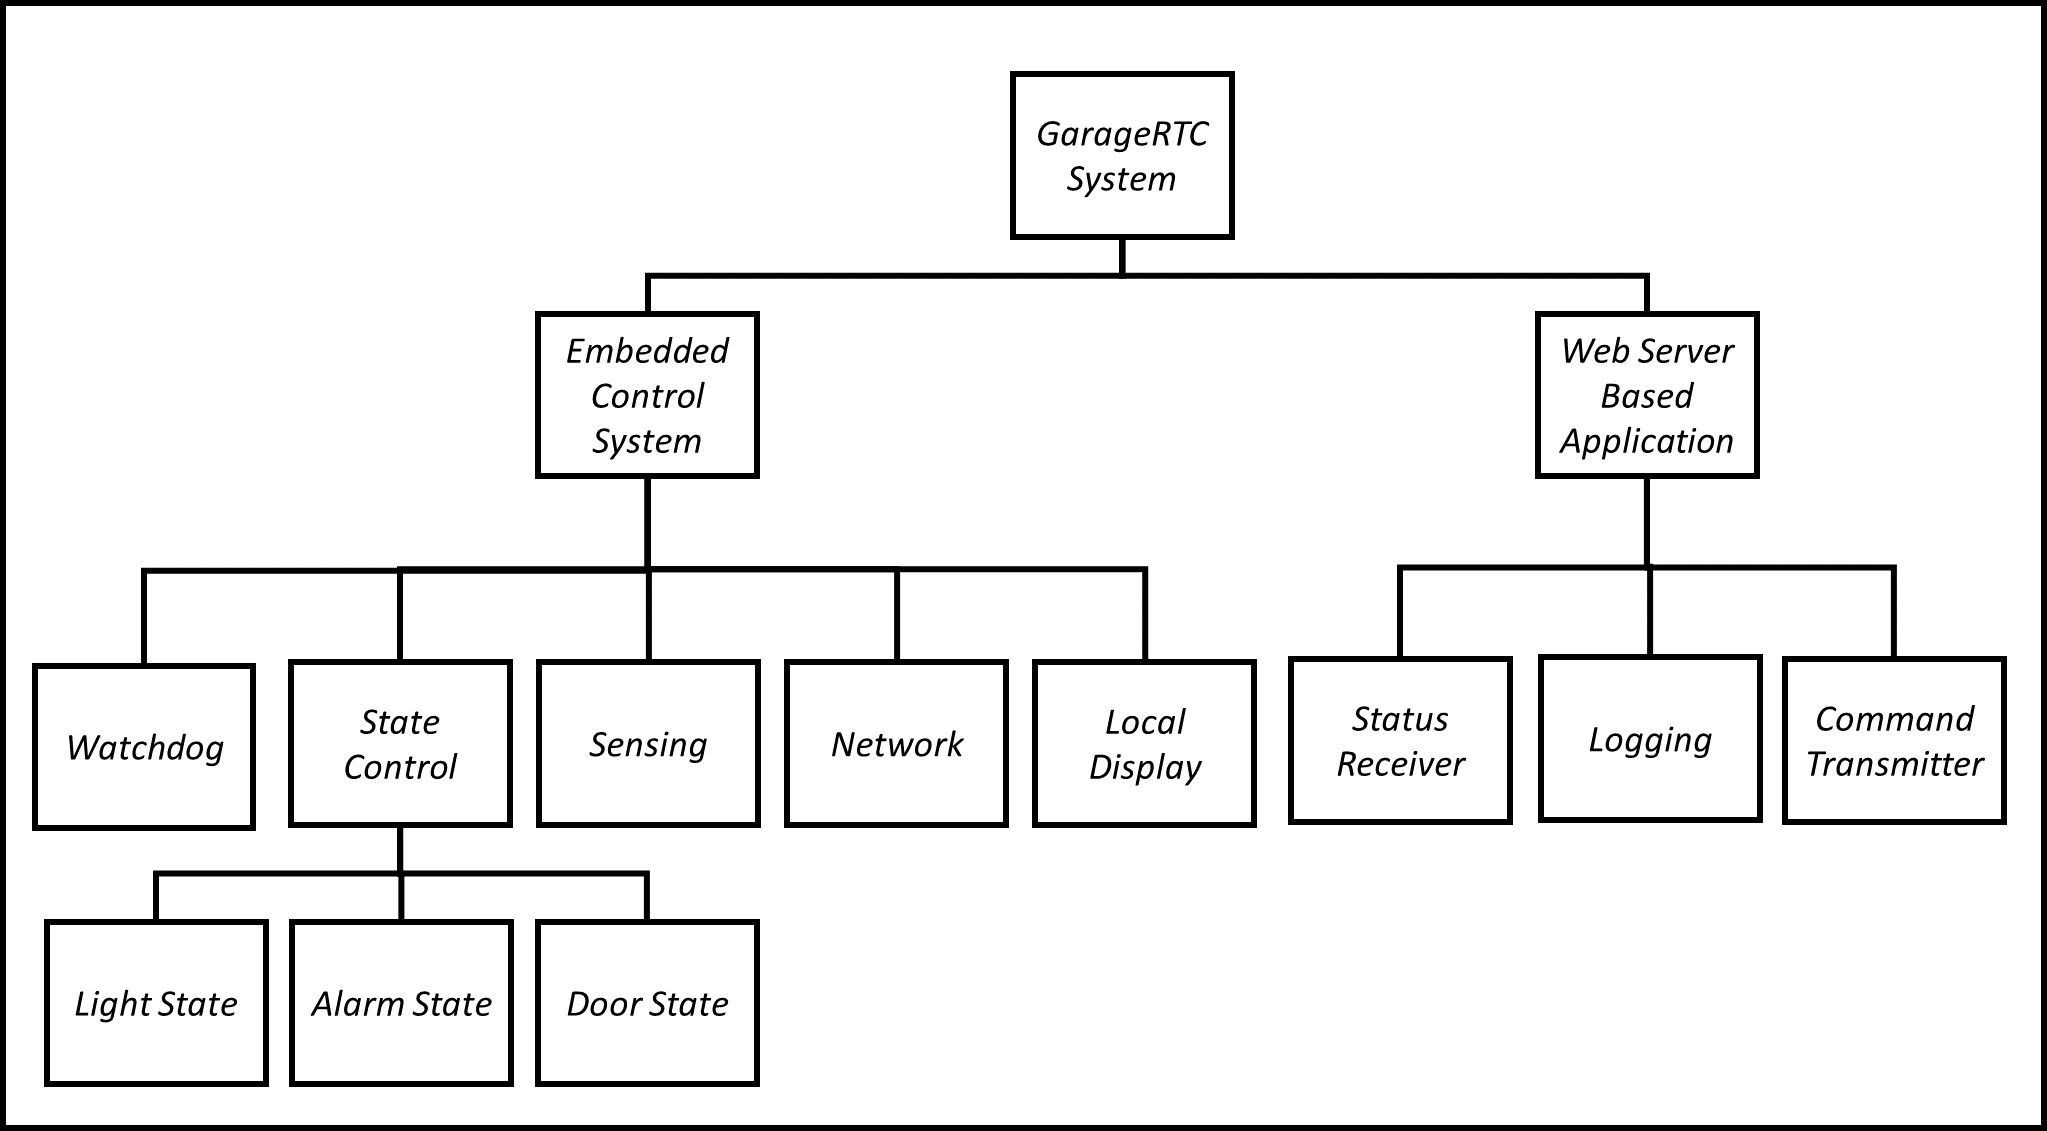 GarageRTC
System
Embedded
Control
System
Web Server
Based
Application
Watchdog
State
Control
Sensing
Network
Local
Display
Status
Receiver
Logging
Command
Transmitter
Light State
Alarm State
Door State